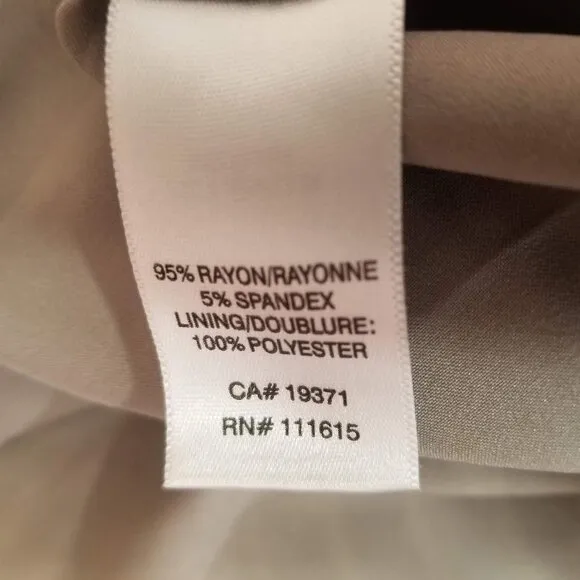 95% RAYON/RAYONNE
5% SPANDEX
LINING/DOUBLURE:
100% POLYESTER
CA# 19371
RN# 111615